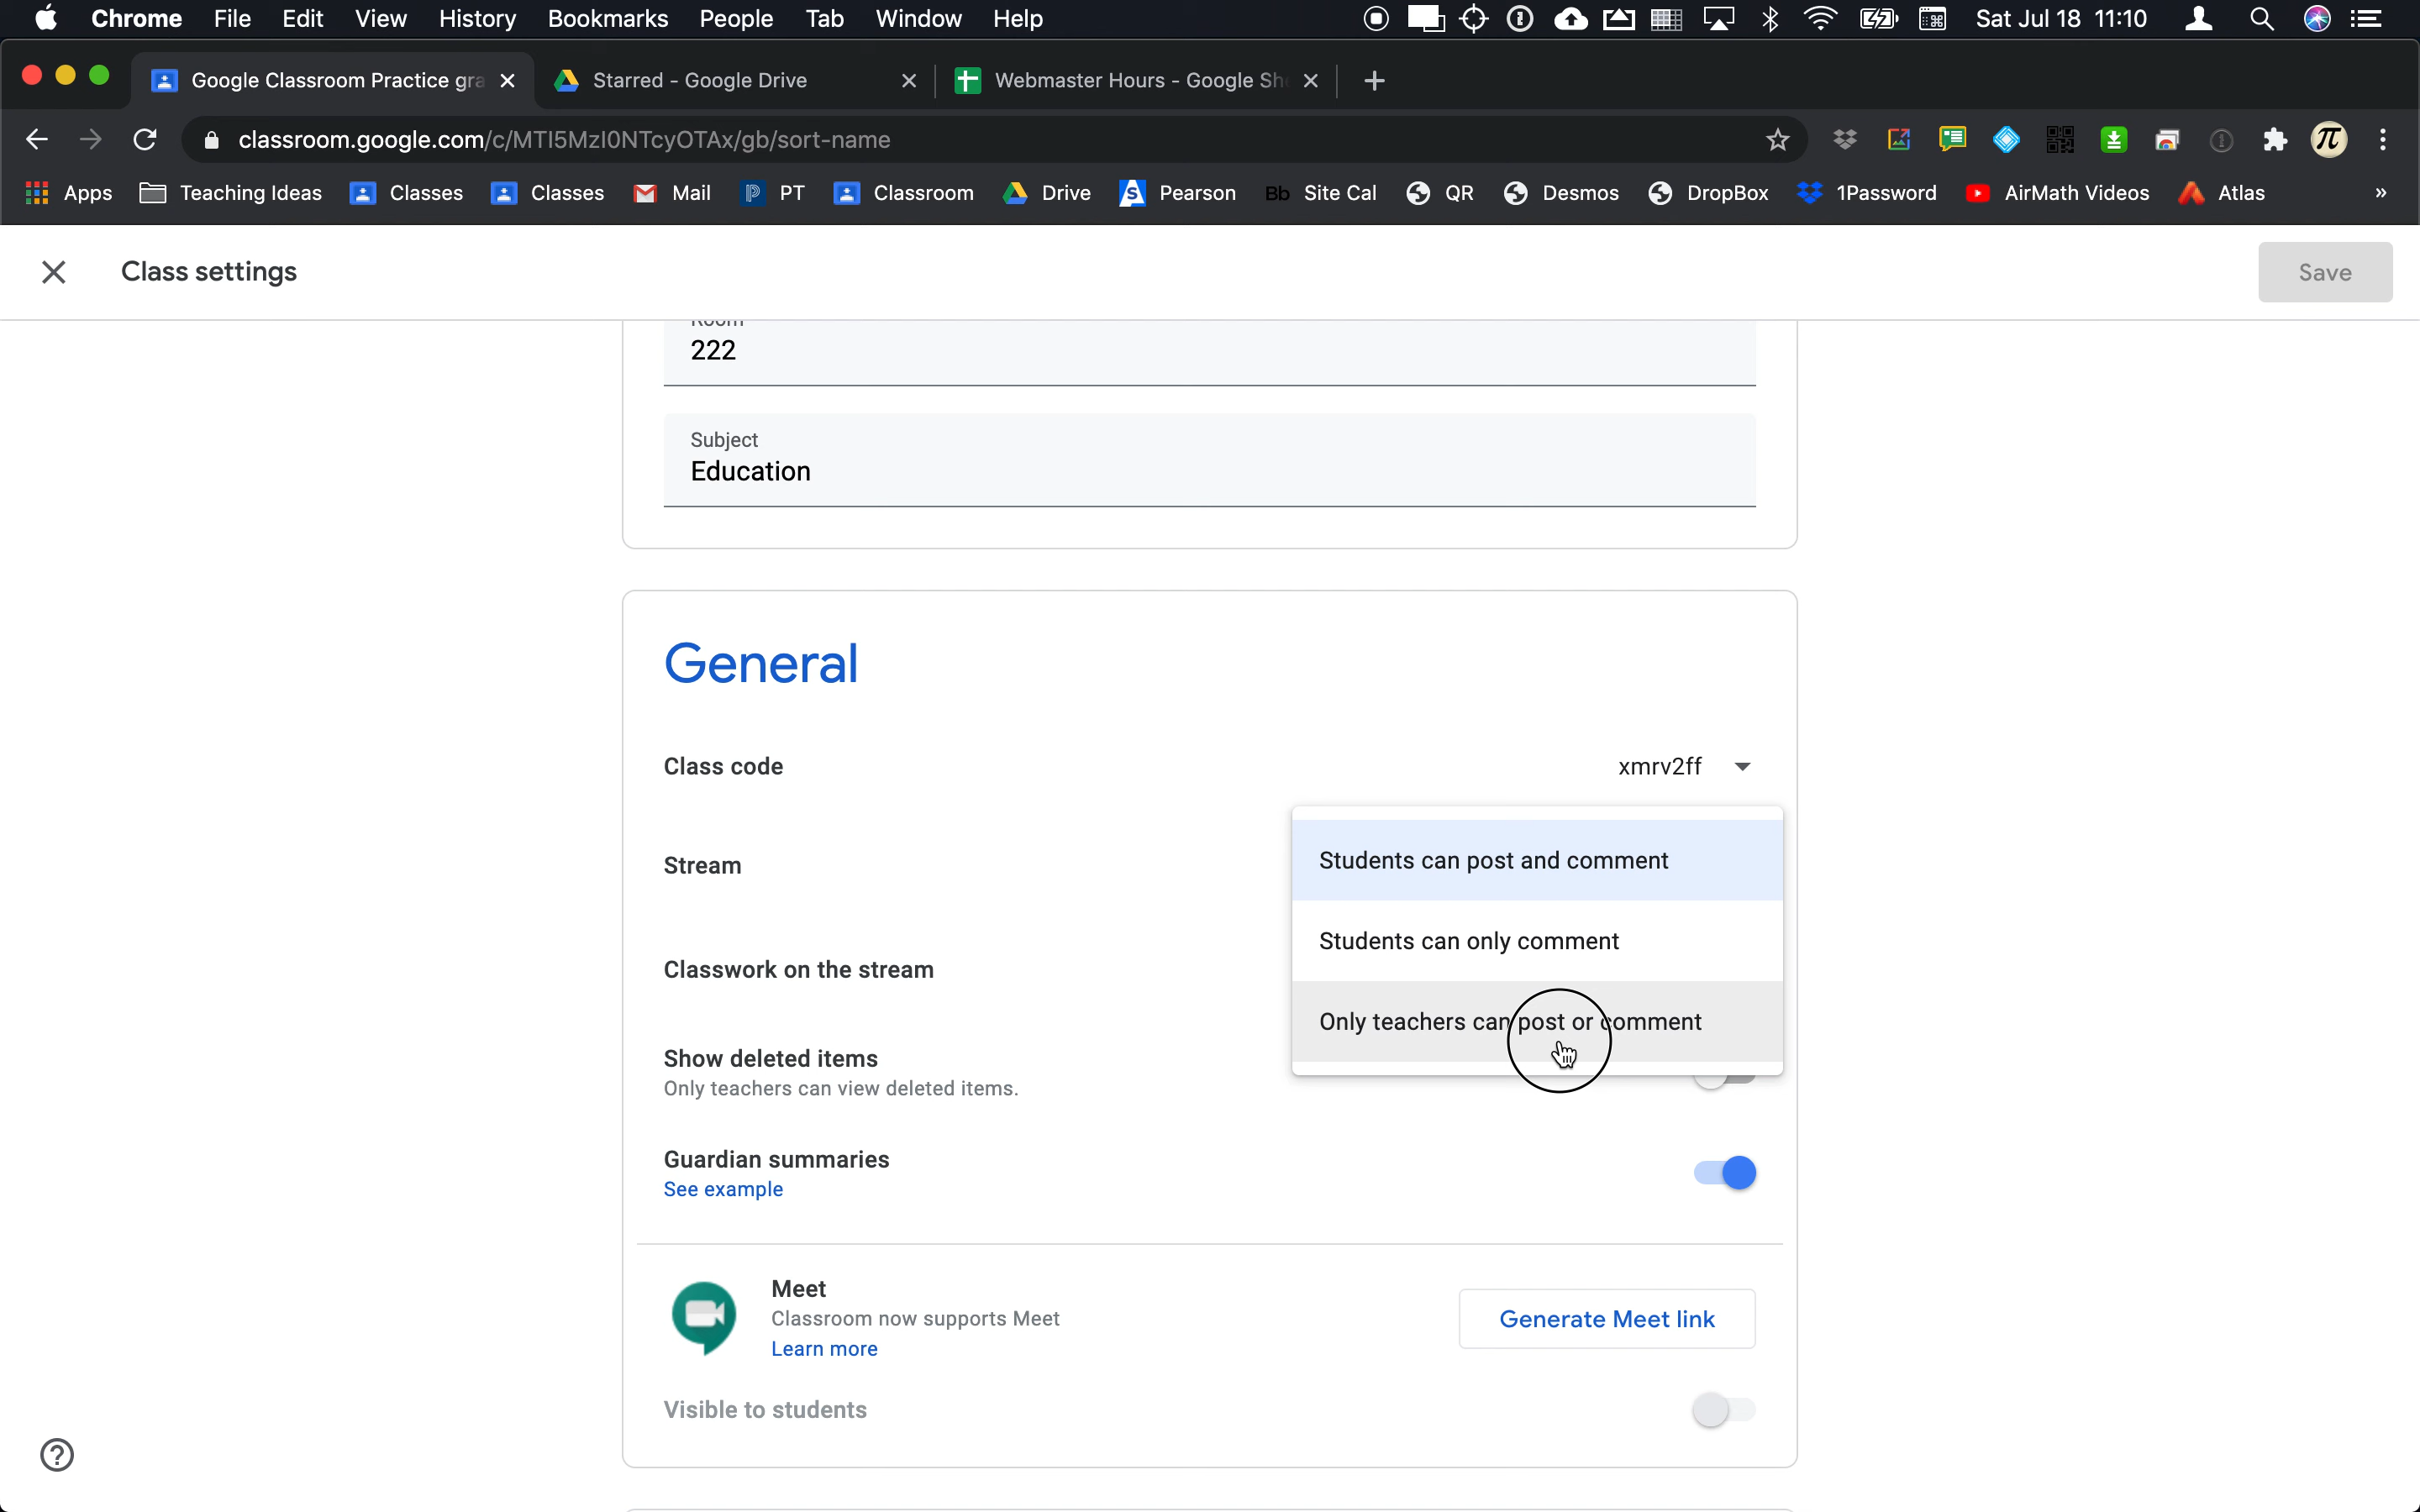 Chrome File Edit View History Bookmarks People Tab Window Help Sat Jul 18 11:10
Google Classroom Practice gra Starred - Google Drive Webmaster Hours - Google She
classroom.google.com/c/MTI5MzI0NTcyOTAx/gb/sort-name
Apps Teaching Ideas Classes Classes Mail PT Classroom Drive Pearson Bb Site Cal QR Desmos DropBox 1Password AirMath Videos Atlas »
Class settings Save
Room
222
Subject
Education
General
Class code xmrv2ff
Stream
Students can post and comment
Students can only comment
Only teachers can post or comment
Classwork on the stream
Show deleted items
Only teachers can view deleted items.
Guardian summaries
See example
Meet
Classroom now supports Meet
Learn more
Generate Meet link
Visible to students